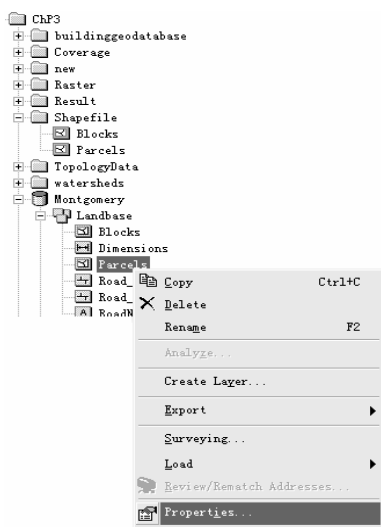 ChP3
buildinggeodatabase
Coverage
new
Raster
Result
Shapefile
Blocks
Parcels
TopologyData
watersheds
Montgomery
Landbase
Blocks
Dimensions
Parcels
Road_
Road_
RoadN
Copy Ctrl+C
Delete
Rename F2
Analyze...
Create Layer...
Export
Surveying...
Load
Review/Rematch Addresses...
Properties...